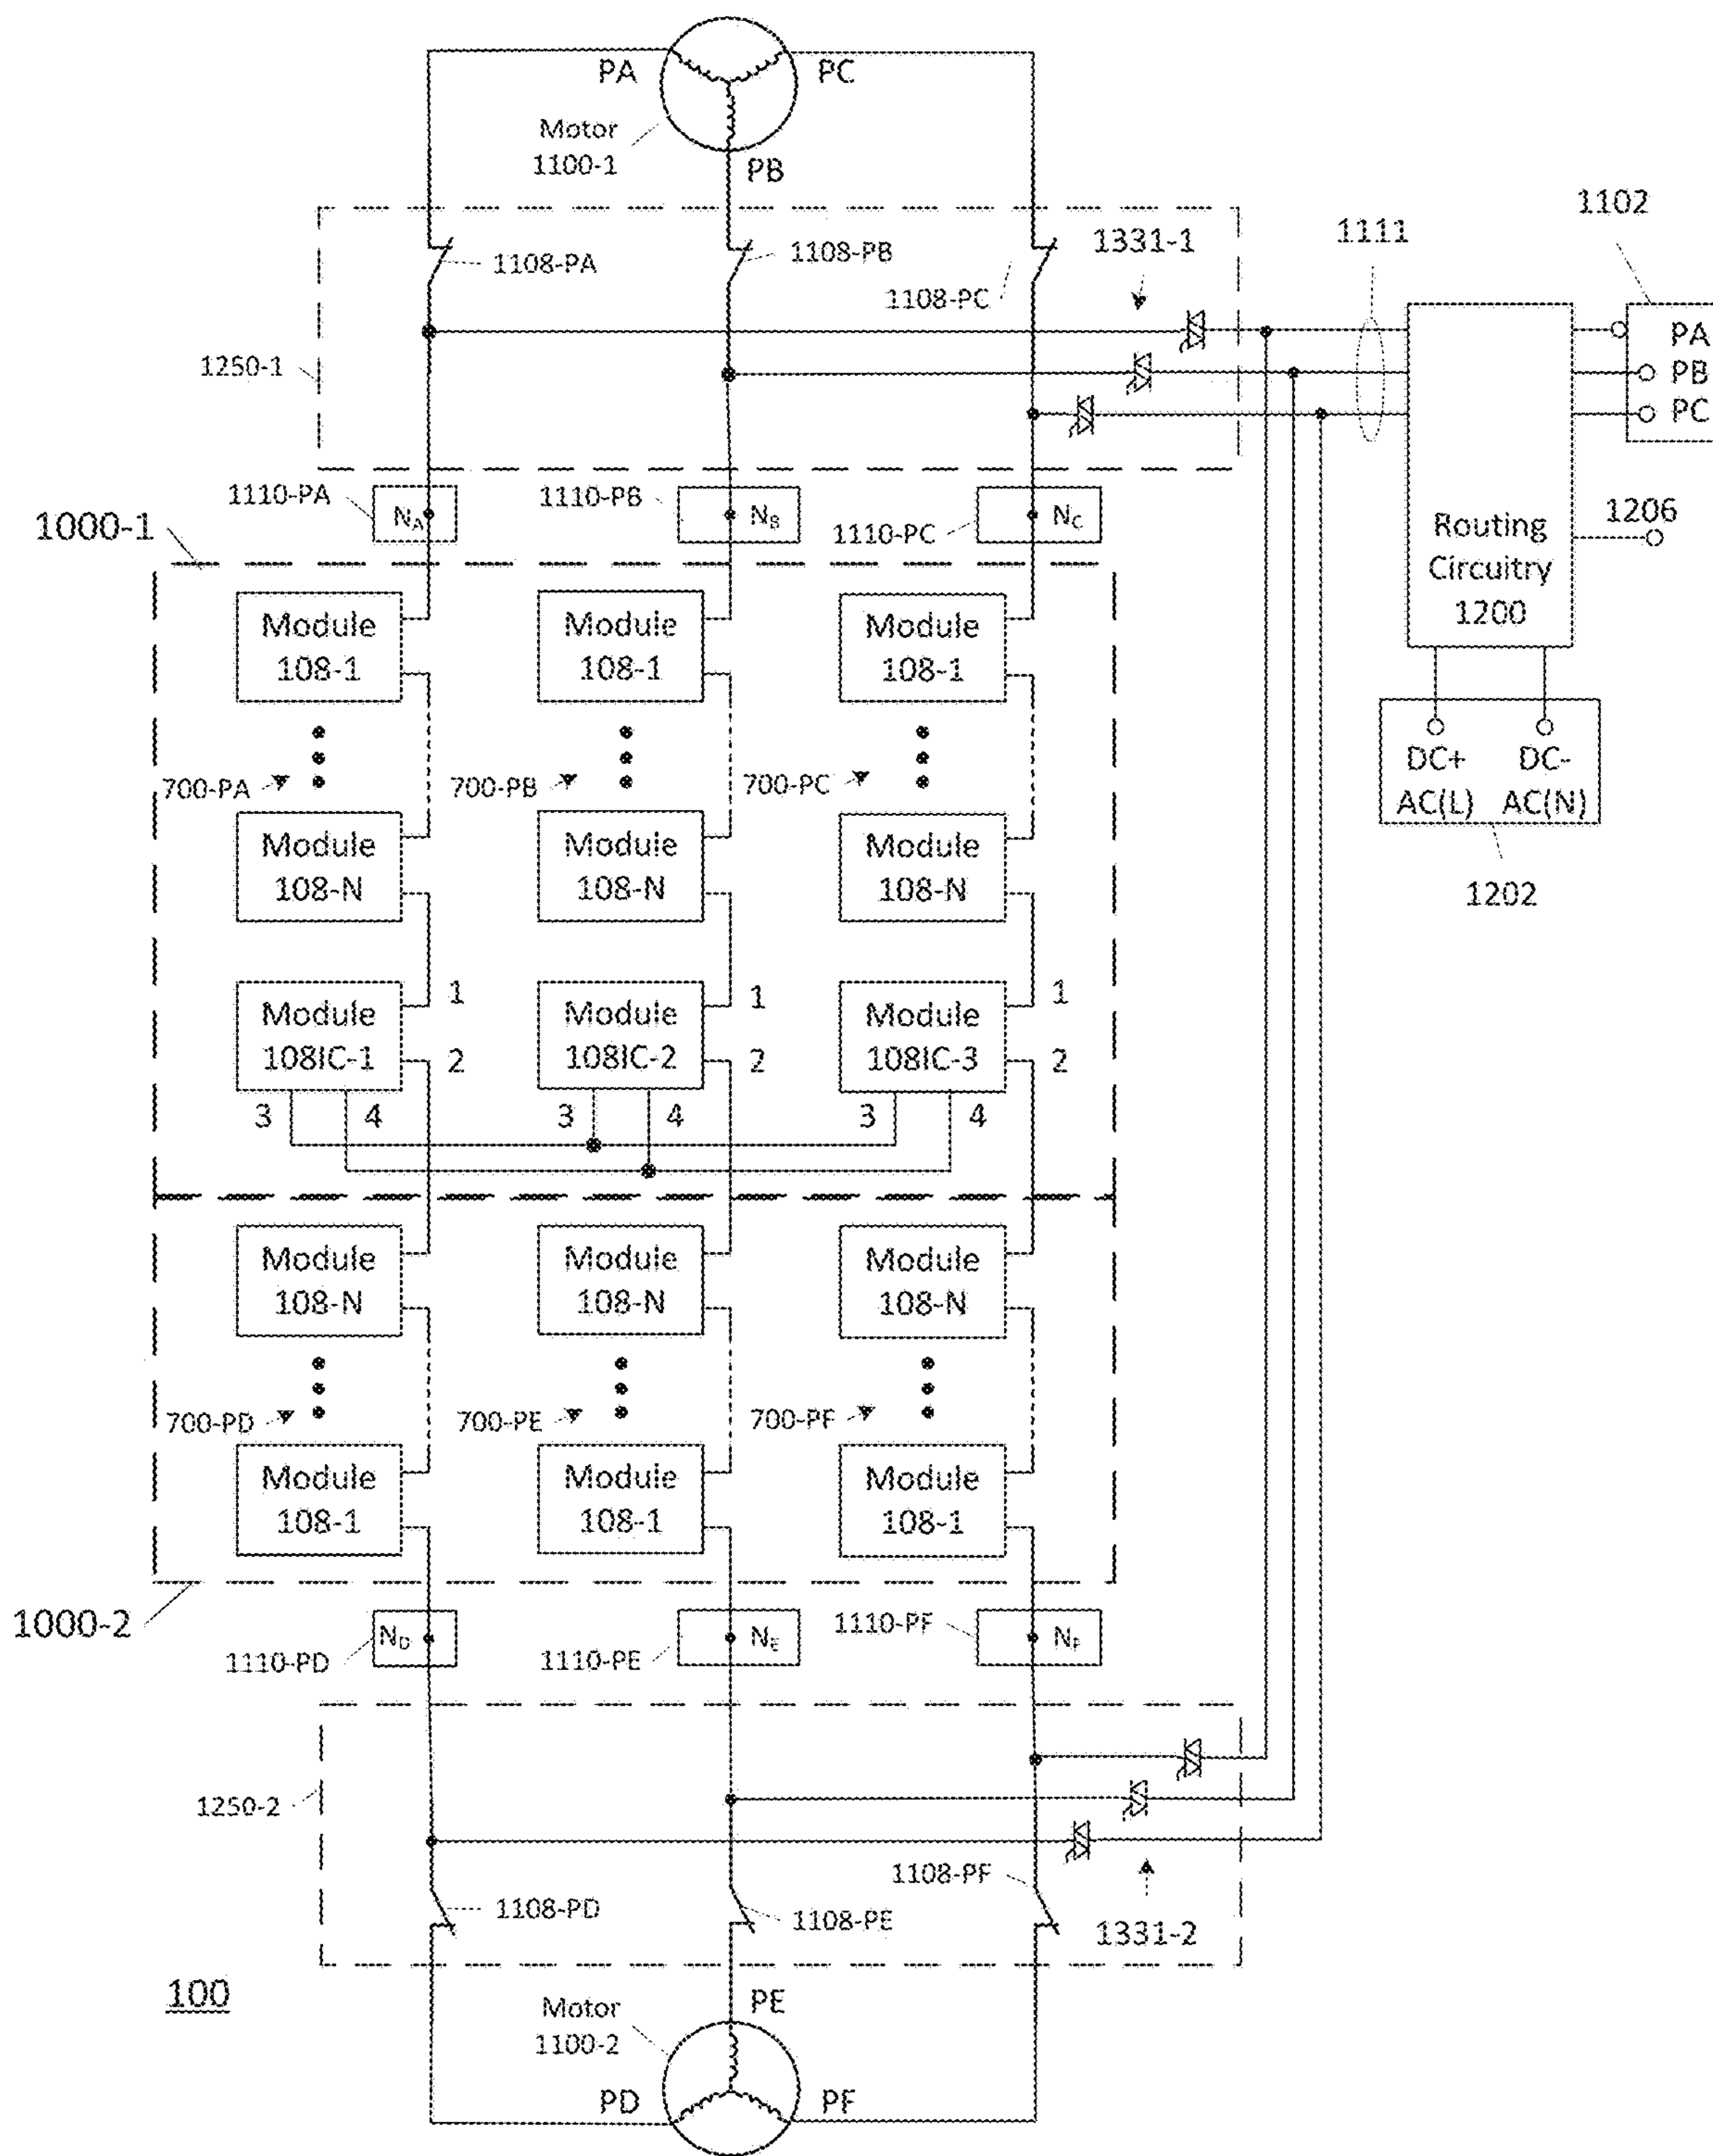 PA
PC
Motor
1100-1
PB
1102
1108-PA
1108-PB
1331-1
1111
1108-PC
PA
PB
PC
1250-1
1110-PA
1110-PB
1110-PC
NA
NB
NC
1206
1000-1
Routing
Circuitry
1200
Module
108-1
Module
108-1
Module
108-1
DC+
DC-
AC(L)
AC(N)
1202
700-PA
700-PB
700-PC
Module
108-N
Module
108-N
Module
108-N
Module
108IC-1
1
2
3
4
Module
108IC-2
1
2
3
4
Module
108IC-3
1
2
3
4
Module
108-N
Module
108-N
Module
108-N
700-PD
700-PE
700-PF
Module
108-1
Module
108-1
Module
108-1
1000-2
ND
NE
NF
1110-PD
1110-PE
1110-PF
1250-2
1108-PD
1108-PE
1108-PF
1331-2
100
Motor
1100-2
PE
PD
PF